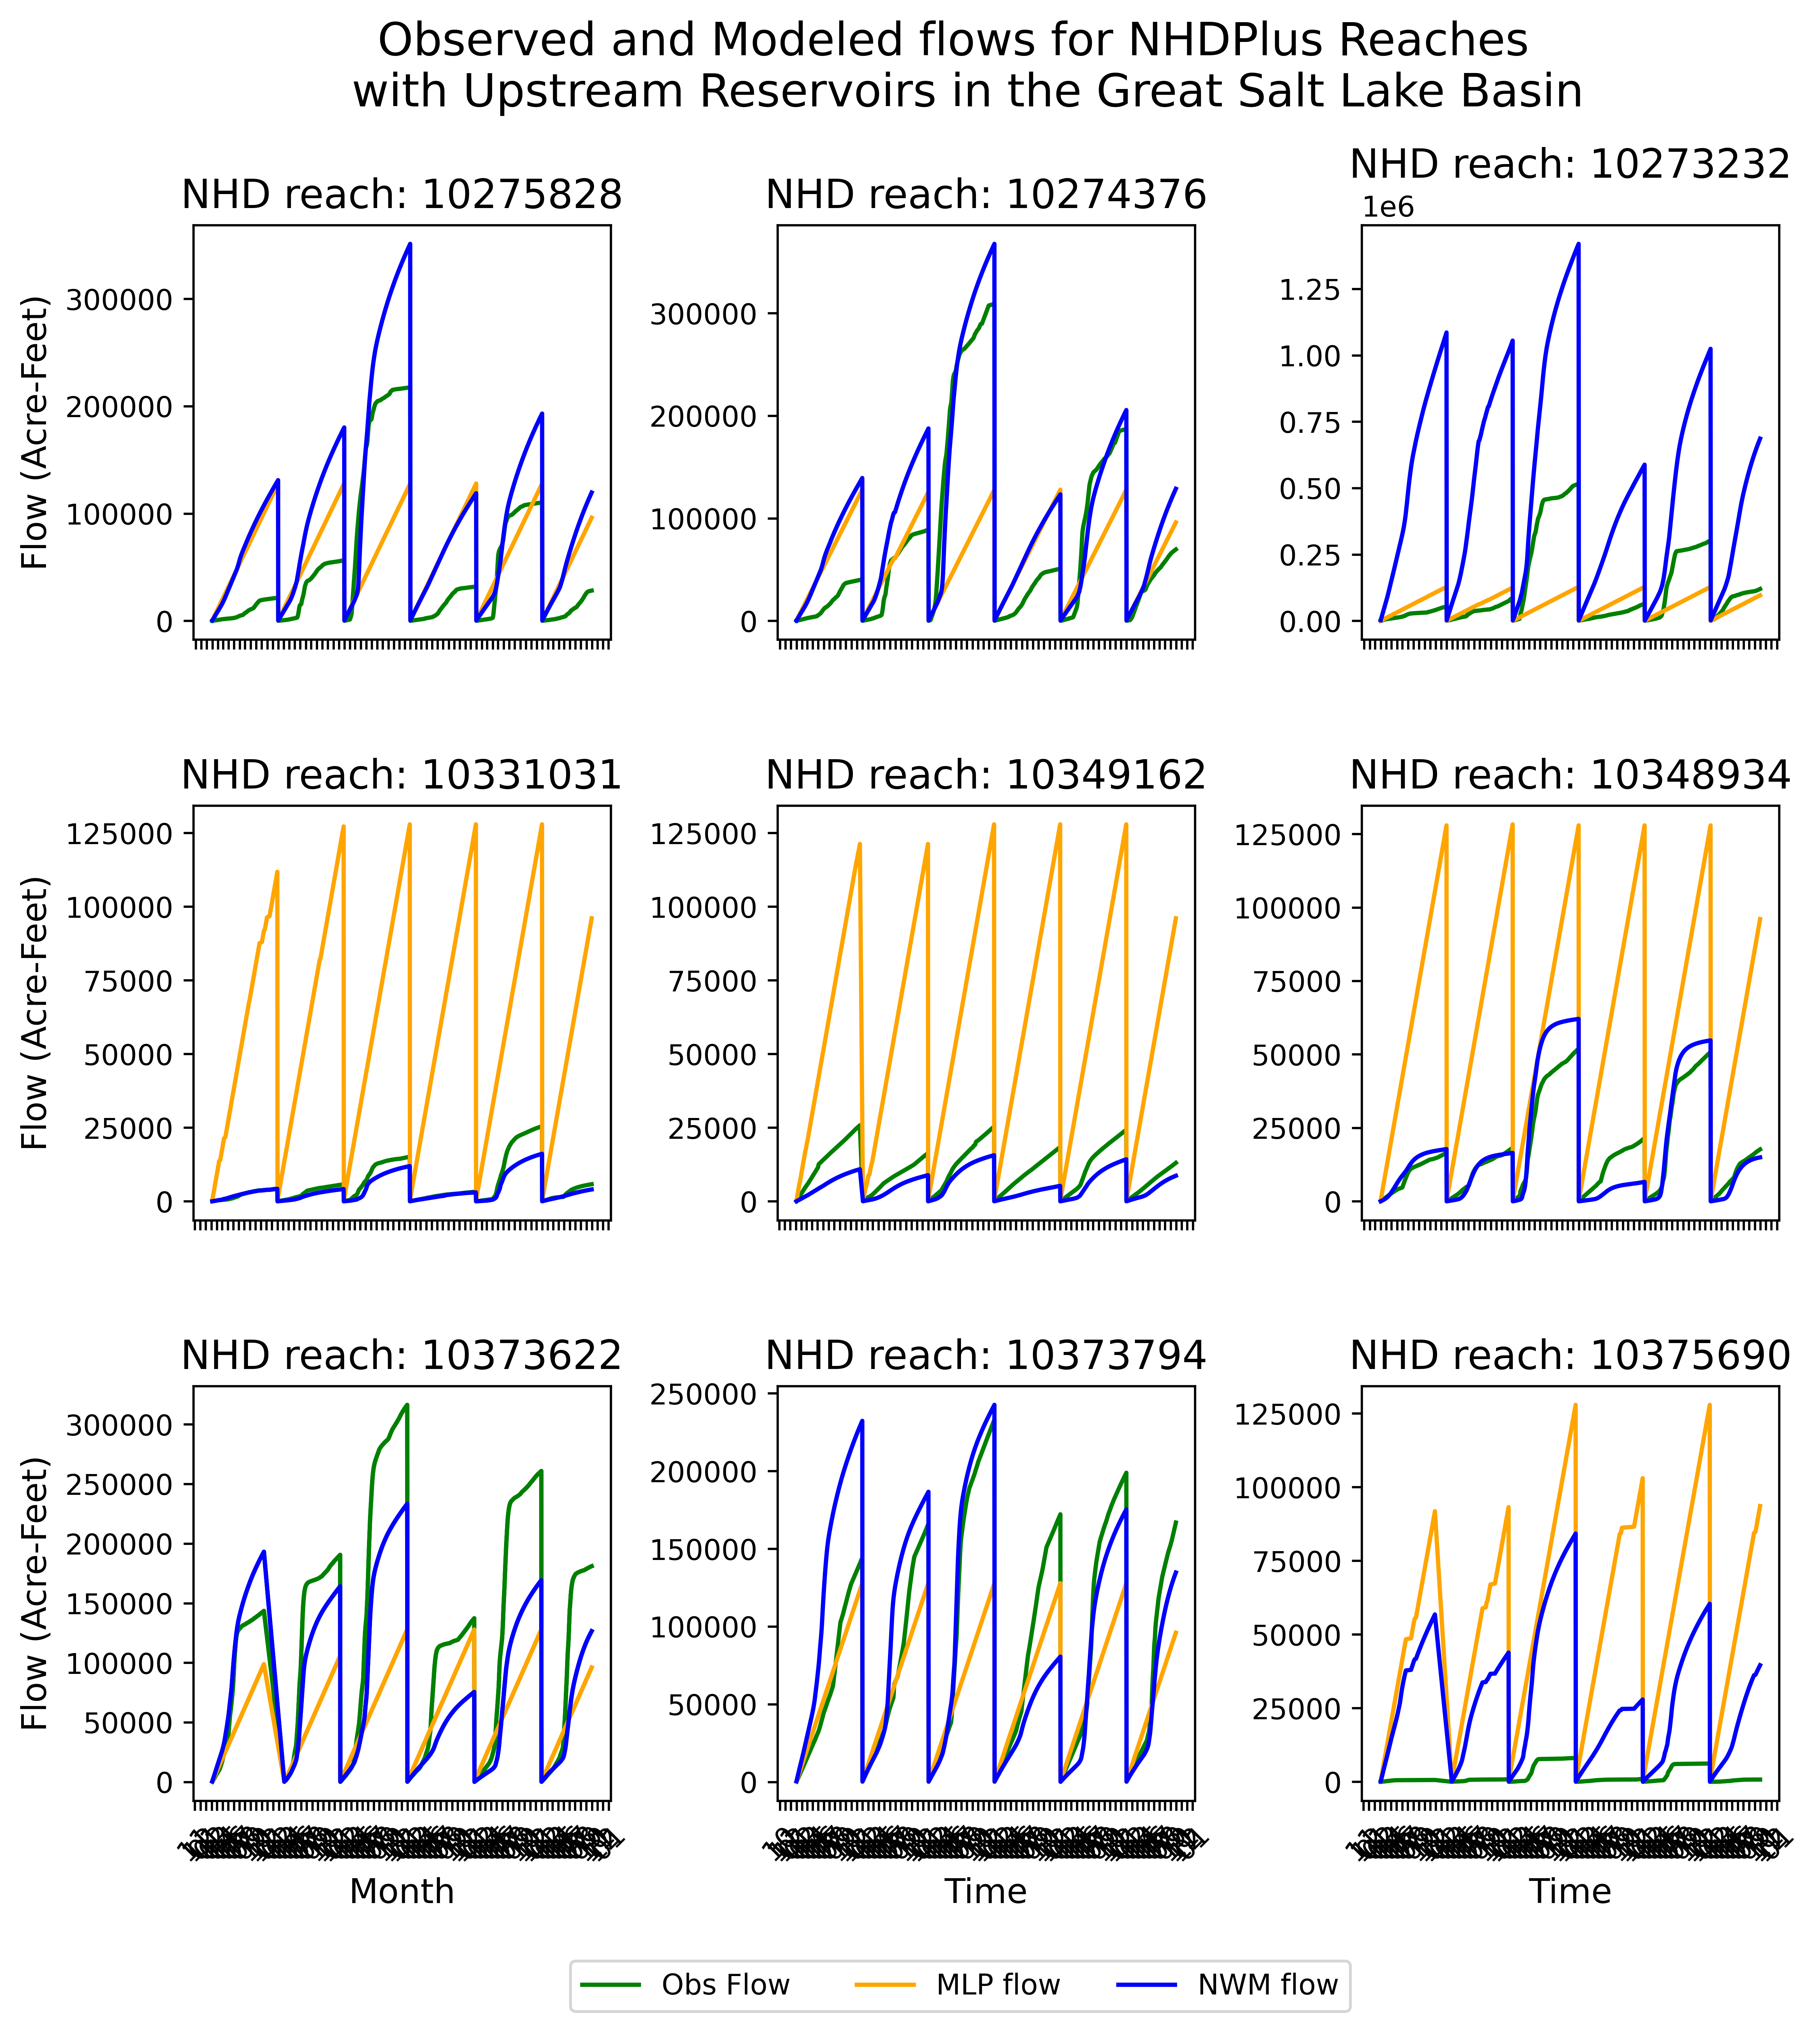 Observed and Modeled flows for NHDPlus Reaches
with Upstream Reservoirs in the Great Salt Lake Basin
NHD reach: 10275828
Flow (Acre-Feet)
300000
200000
100000
0
NHD reach: 10274376
300000
200000
100000
0
NHD reach: 10273232
1e6
1.25
1.00
0.75
0.50
0.25
0.00
NHD reach: 10331031
Flow (Acre-Feet)
125000
100000
75000
50000
25000
0
NHD reach: 10349162
125000
100000
75000
50000
25000
0
NHD reach: 10348934
125000
100000
75000
50000
25000
0
NHD reach: 10373622
Flow (Acre-Feet)
300000
250000
200000
150000
100000
50000
0
Month
NHD reach: 10373794
250000
200000
150000
100000
50000
0
Time
NHD reach: 10375690
125000
100000
75000
50000
25000
0
Time
Obs Flow
MLP flow
NWM flow